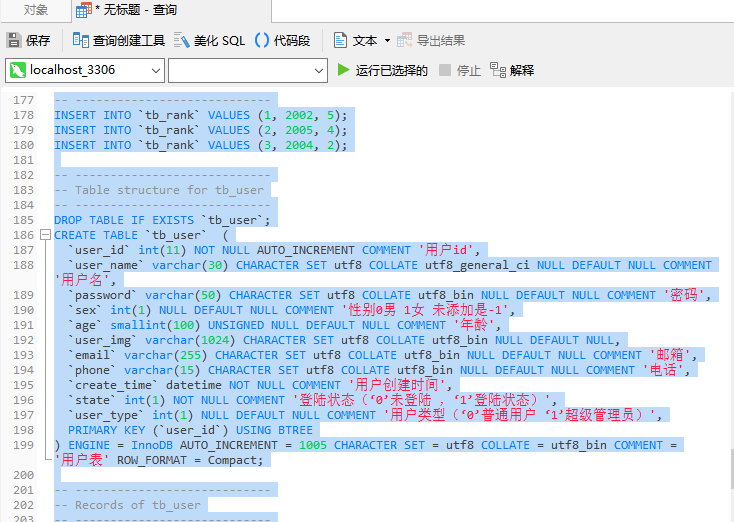 对象
* 无标题 - 查询
保存 查询创建工具 美化 SQL () 代码段 文本 导出结果
localhost_3306 运行已选择的 停止 解释
177 -- ----------------------------
178 INSERT INTO `tb_rank` VALUES (1, 2002, 5);
179 INSERT INTO `tb_rank` VALUES (2, 2005, 4);
180 INSERT INTO `tb_rank` VALUES (3, 2004, 2);
181
182 -- ----------------------------
183 -- Table structure for tb_user
184 -- ----------------------------
185 DROP TABLE IF EXISTS `tb_user`;
186 CREATE TABLE `tb_user`  (
187 `user_id` int(11) NOT NULL AUTO_INCREMENT COMMENT '用户id',
188 `user_name` varchar(30) CHARACTER SET utf8 COLLATE utf8_general_ci NULL DEFAULT NULL COMMENT
'用户名',
189 `password` varchar(50) CHARACTER SET utf8 COLLATE utf8_bin NULL DEFAULT NULL COMMENT '密码',
190 `sex` int(1) NULL DEFAULT NULL COMMENT '性别0男 1女 未添加是-1',
191 `age` smallint(100) UNSIGNED NULL DEFAULT NULL COMMENT '年龄',
192 `user_img` varchar(1024) CHARACTER SET utf8 COLLATE utf8_bin NULL DEFAULT NULL,
193 `email` varchar(255) CHARACTER SET utf8 COLLATE utf8_bin NULL DEFAULT NULL COMMENT '邮箱',
194 `phone` varchar(15) CHARACTER SET utf8 COLLATE utf8_bin NULL DEFAULT NULL COMMENT '电话',
195 `create_time` datetime NOT NULL COMMENT '用户创建时间',
196 `state` int(1) NOT NULL COMMENT '登陆状态（‘0’未登陆 ，‘1’登陆状态）',
197 `user_type` int(1) NULL DEFAULT NULL COMMENT '用户类型（‘0’普通用户 ‘1’超级管理员）',
198 PRIMARY KEY (`user_id`) USING BTREE
199 ) ENGINE = InnoDB AUTO_INCREMENT = 1005 CHARACTER SET = utf8 COLLATE = utf8_bin COMMENT =
'用户表' ROW_FORMAT = Compact;
200
201 -- ----------------------------
202 -- Records of tb_user
203 -- ----------------------------